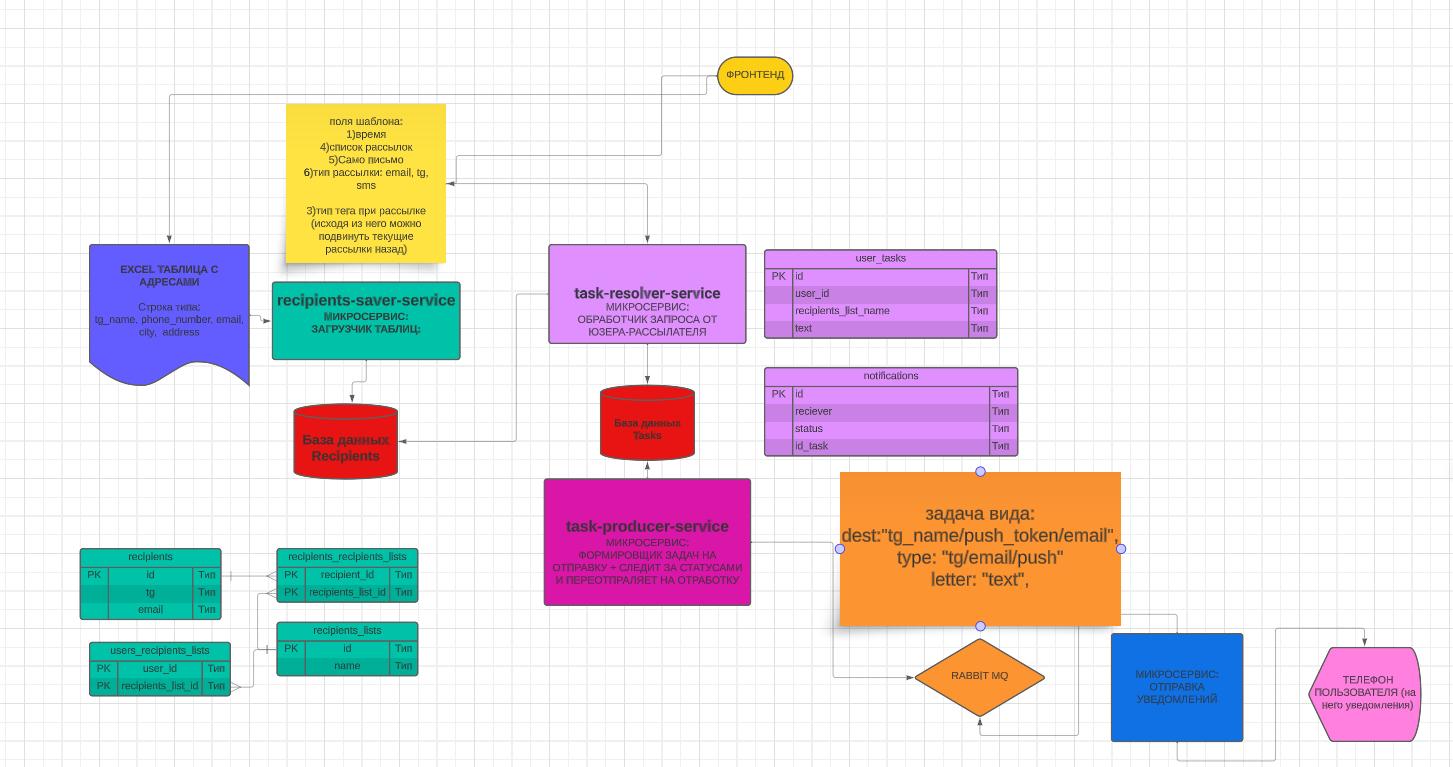 ФРОНТЕНД
поля шаблона:
1)время
4)список рассылок
5)Само письмо
6)тип рассылки: email, tg,
sms
3)тип тега при рассылке
(исходя из него можно
подвинуть текущие
рассылки назад)
EXCEL ТАБЛИЦА С
АДРЕСАМИ
Строка типа:
tg_name, phone_number, email,
city, address
recipients-saver-service
МИКРОСЕРВИС:
ЗАГРУЗЧИК ТАБЛИЦ:
task-resolver-service
МИКРОСЕРВИС:
ОБРАБОТЧИК ЗАПРОСА ОТ
ЮЗЕРА-РАССЫЛАТЕЛЯ
user_tasks
PK id Тип
user_id Тип
recipients_list_name Тип
text Тип
notifications
PK id Тип
reciever Тип
status Тип
id_task Тип
База данных
Recipients
База данных
Tasks
task-producer-service
МИКРОСЕРВИС:
ФОРМИРОВЩИК ЗАДАЧ НА
ОТПРАВКУ + СЛЕДИТ ЗА СТАТУСАМИ
И ПЕРЕОТПРАЛЯЕТ НА ОТРАБОТКУ
задача вида:
dest:"tg_name/push_token/email",
type: "tg/email/push"
letter: "text",
recipients
PK id Тип
tg Тип
email Тип
recipients_recipients_lists
PK recipient_id Тип
PK recipients_list_id Тип
recipients_lists
PK id Тип
name Тип
users_recipients_lists
PK user_id Тип
PK recipients_list_id Тип
RABBIT MQ
МИКРОСЕРВИС:
ОТПРАВКА
УВЕДОМЛЕНИЙ
ТЕЛЕФОН
ПОЛЬЗОВАТЕЛЯ (на
него уведомления)